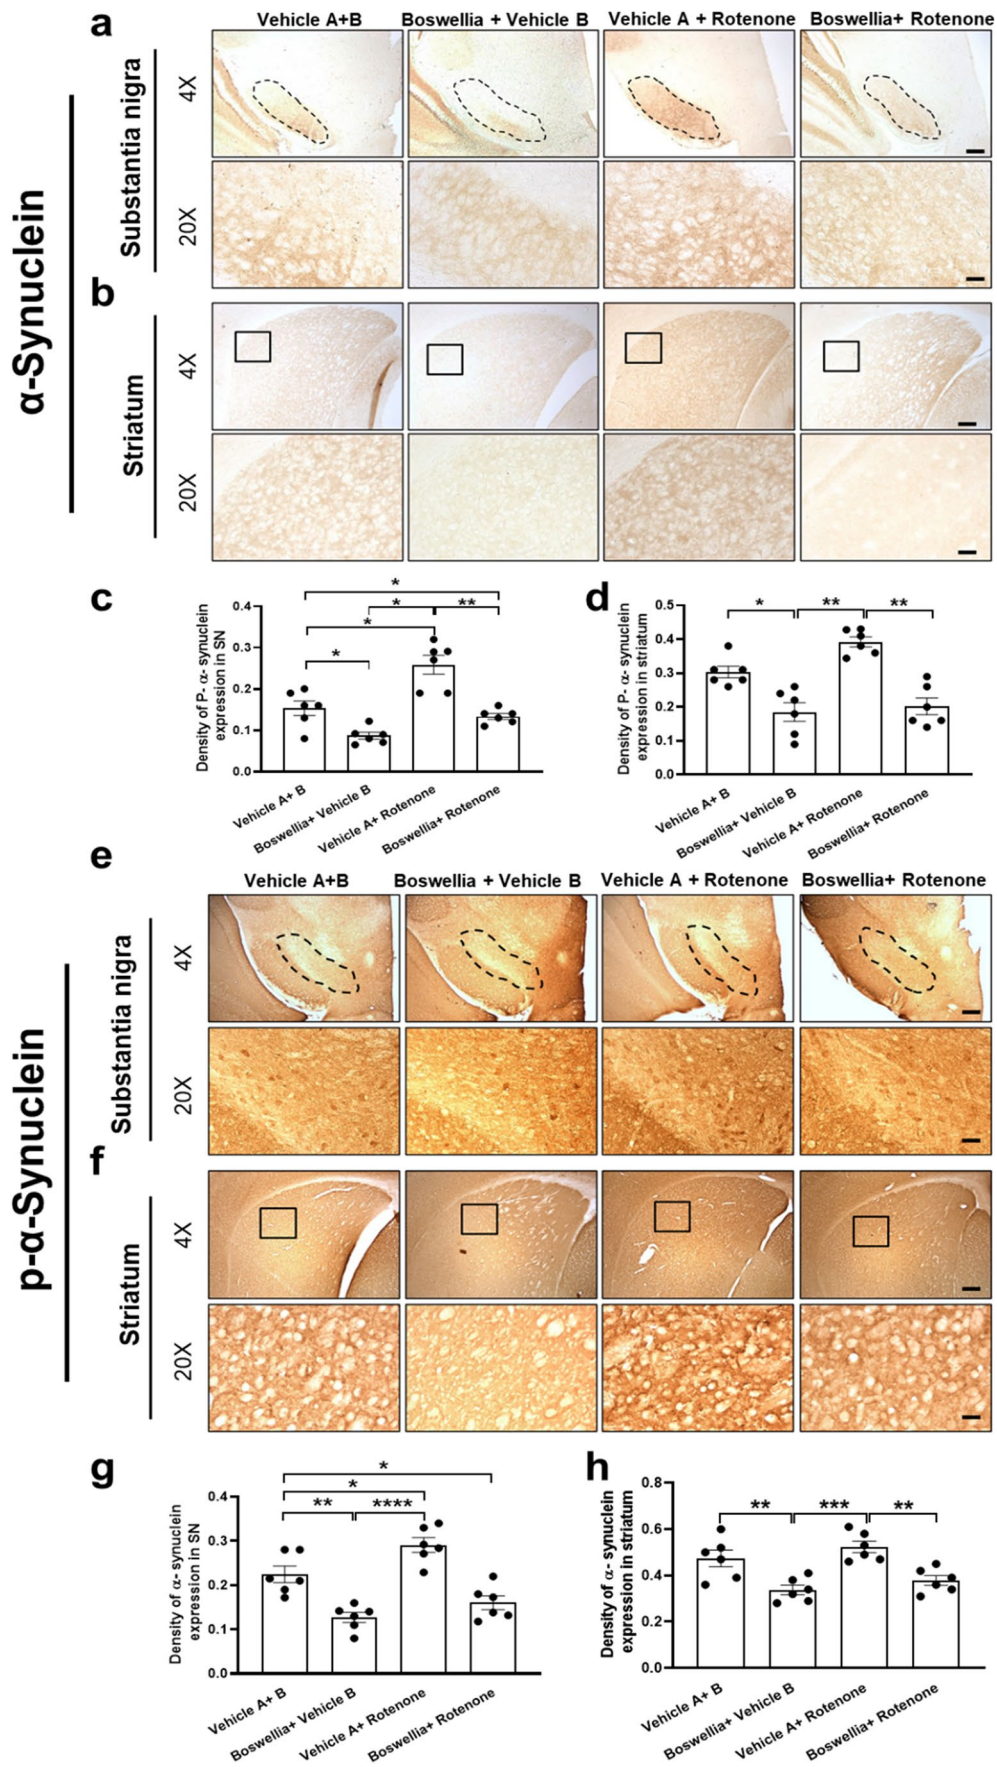 a
Vehicle A+B
Boswellia + Vehicle B
Vehicle A + Rotenone
Boswellia+ Rotenone
α-Synuclein
Substantia nigra
4X
20X
b
Striatum
4X
20X
c
Density of P- α- synuclein
expression in SN
0.4
0.3
0.2
0.1
0.0
*
* **
*
*
Vehicle A+ B
Boswellia+ Vehicle B
Vehicle A+ Rotenone
Boswellia+ Rotenone
d
Density of P- α- synuclein
expression in striatum
0.5
0.4
0.3
0.2
0.1
0.0
* ** **
Vehicle A+ B
Boswellia+ Vehicle B
Vehicle A+ Rotenone
Boswellia+ Rotenone
e
Vehicle A+B
Boswellia + Vehicle B
Vehicle A + Rotenone
Boswellia+ Rotenone
p-α-Synuclein
Substantia nigra
4X
20X
f
Striatum
4X
20X
g
Density of α- synuclein
expression in SN
0.4
0.3
0.2
0.1
0.0
*
*
** ****
Vehicle A+ B
Boswellia+ Vehicle B
Vehicle A+ Rotenone
Boswellia+ Rotenone
h
Density of α- synuclein
expression in striatum
0.8
0.6
0.4
0.2
0.0
** *** **
Vehicle A+ B
Boswellia+ Vehicle B
Vehicle A+ Rotenone
Boswellia+ Rotenone